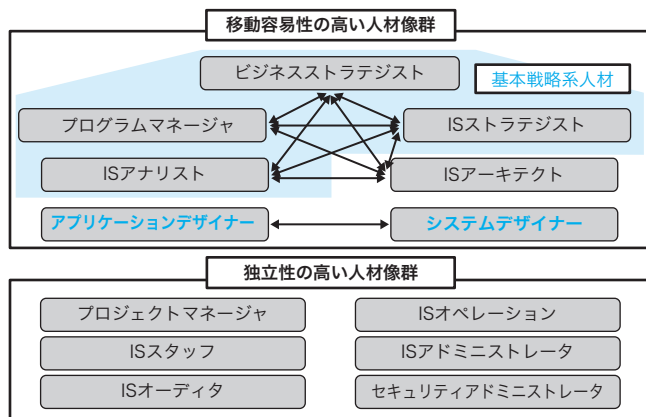 移動容易性の高い人材像群
ビジネスストラテジスト
基本戦略系人材
プログラムマネージャ
ISストラテジスト
ISアナリスト
ISアーキテクト
アプリケーションデザイナー
システムデザイナー
独立性の高い人材像群
プロジェクトマネージャ
ISオペレーション
ISスタッフ
ISアドミニストレータ
ISオーディタ
セキュリティアドミニストレータ